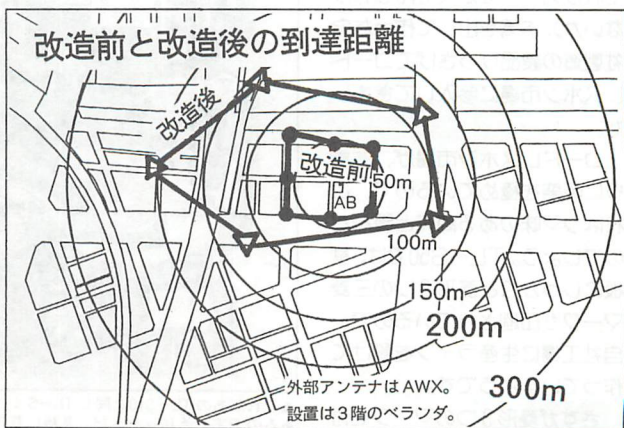 改造前と改造後の到達距離
改造後
改造前
50m
AB
100m
150m
200m
300m
外部アンテナはAWX。
設置は3階のベランダ。